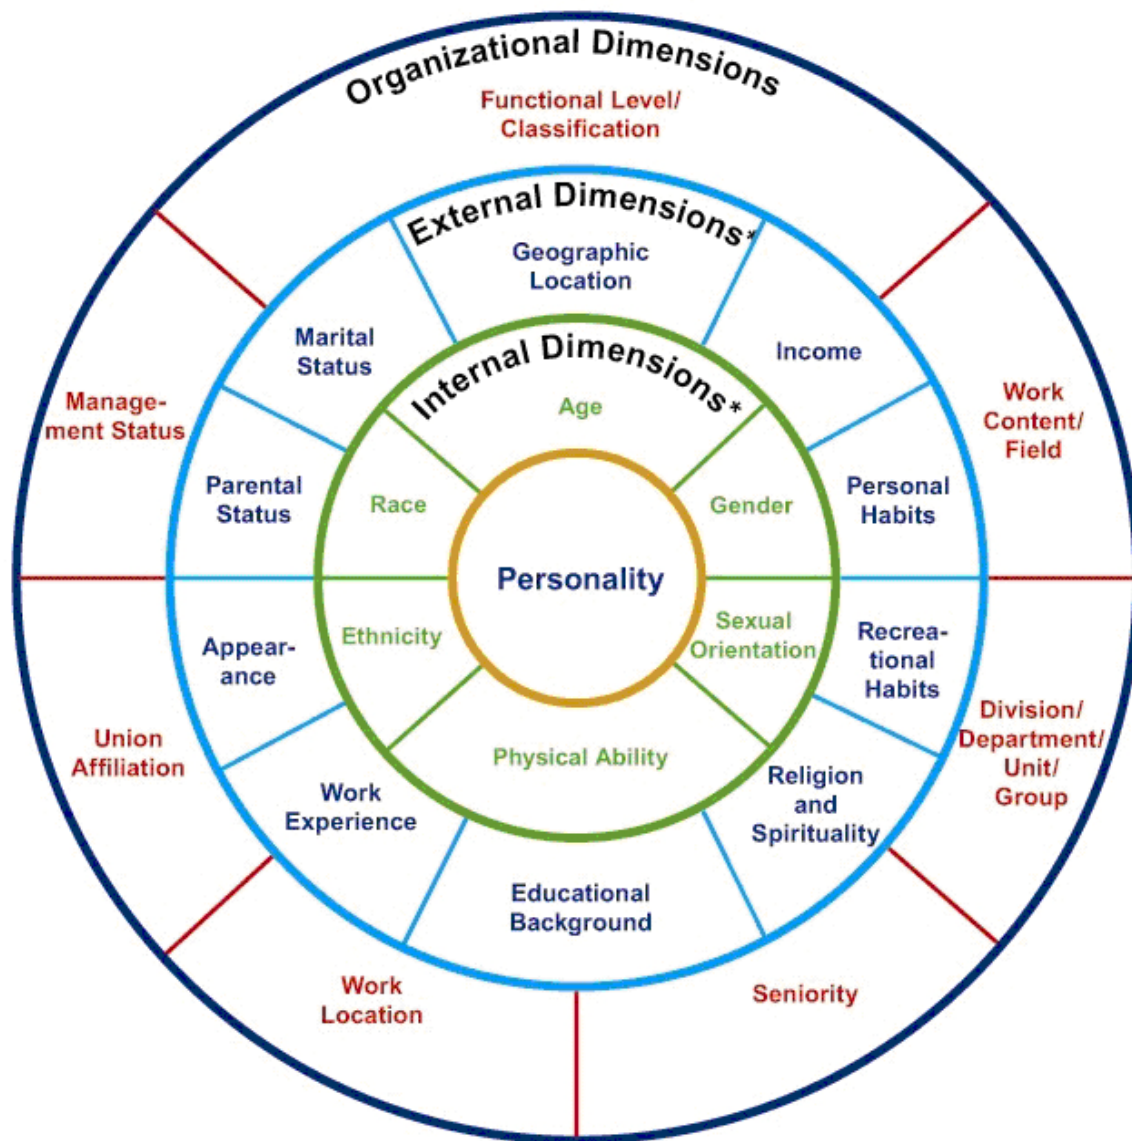 Organizational Dimensions
Functional Level/
Classification
External Dimensions*
Geographic
Location
Marital
Status
Income
Internal Dimensions*
Age
Manage-
ment Status
Work
Content/
Field
Parental
Status
Race
Gender
Personal
Habits
Personality
Appear-
ance
Ethnicity
Sexual
Orientation
Recrea-
tional
Habits
Union
Affiliation
Physical Ability
Division/
Department/
Unit/
Group
Work
Experience
Religion
and
Spirituality
Educational
Background
Work
Location
Seniority